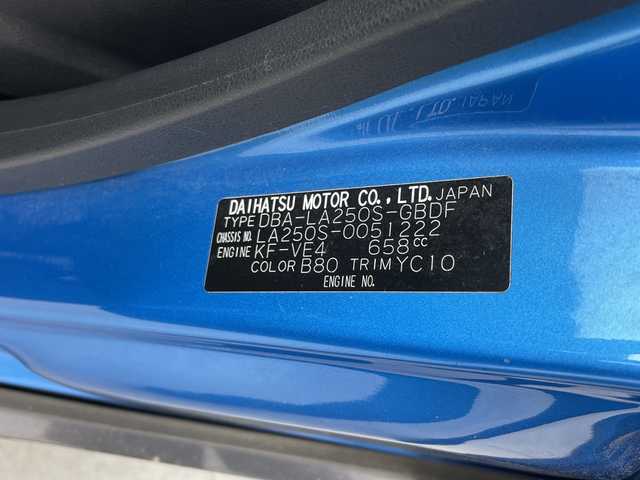 DAIHATSU MOTOR CO., LTD. JAPAN
TYPE DBA-LA250S-GBDF
CHASSIS NO. LA250S-0051222
ENGINE KF-VE4 658CC
COLOR B80 TRIM YC10
ENGINE NO.